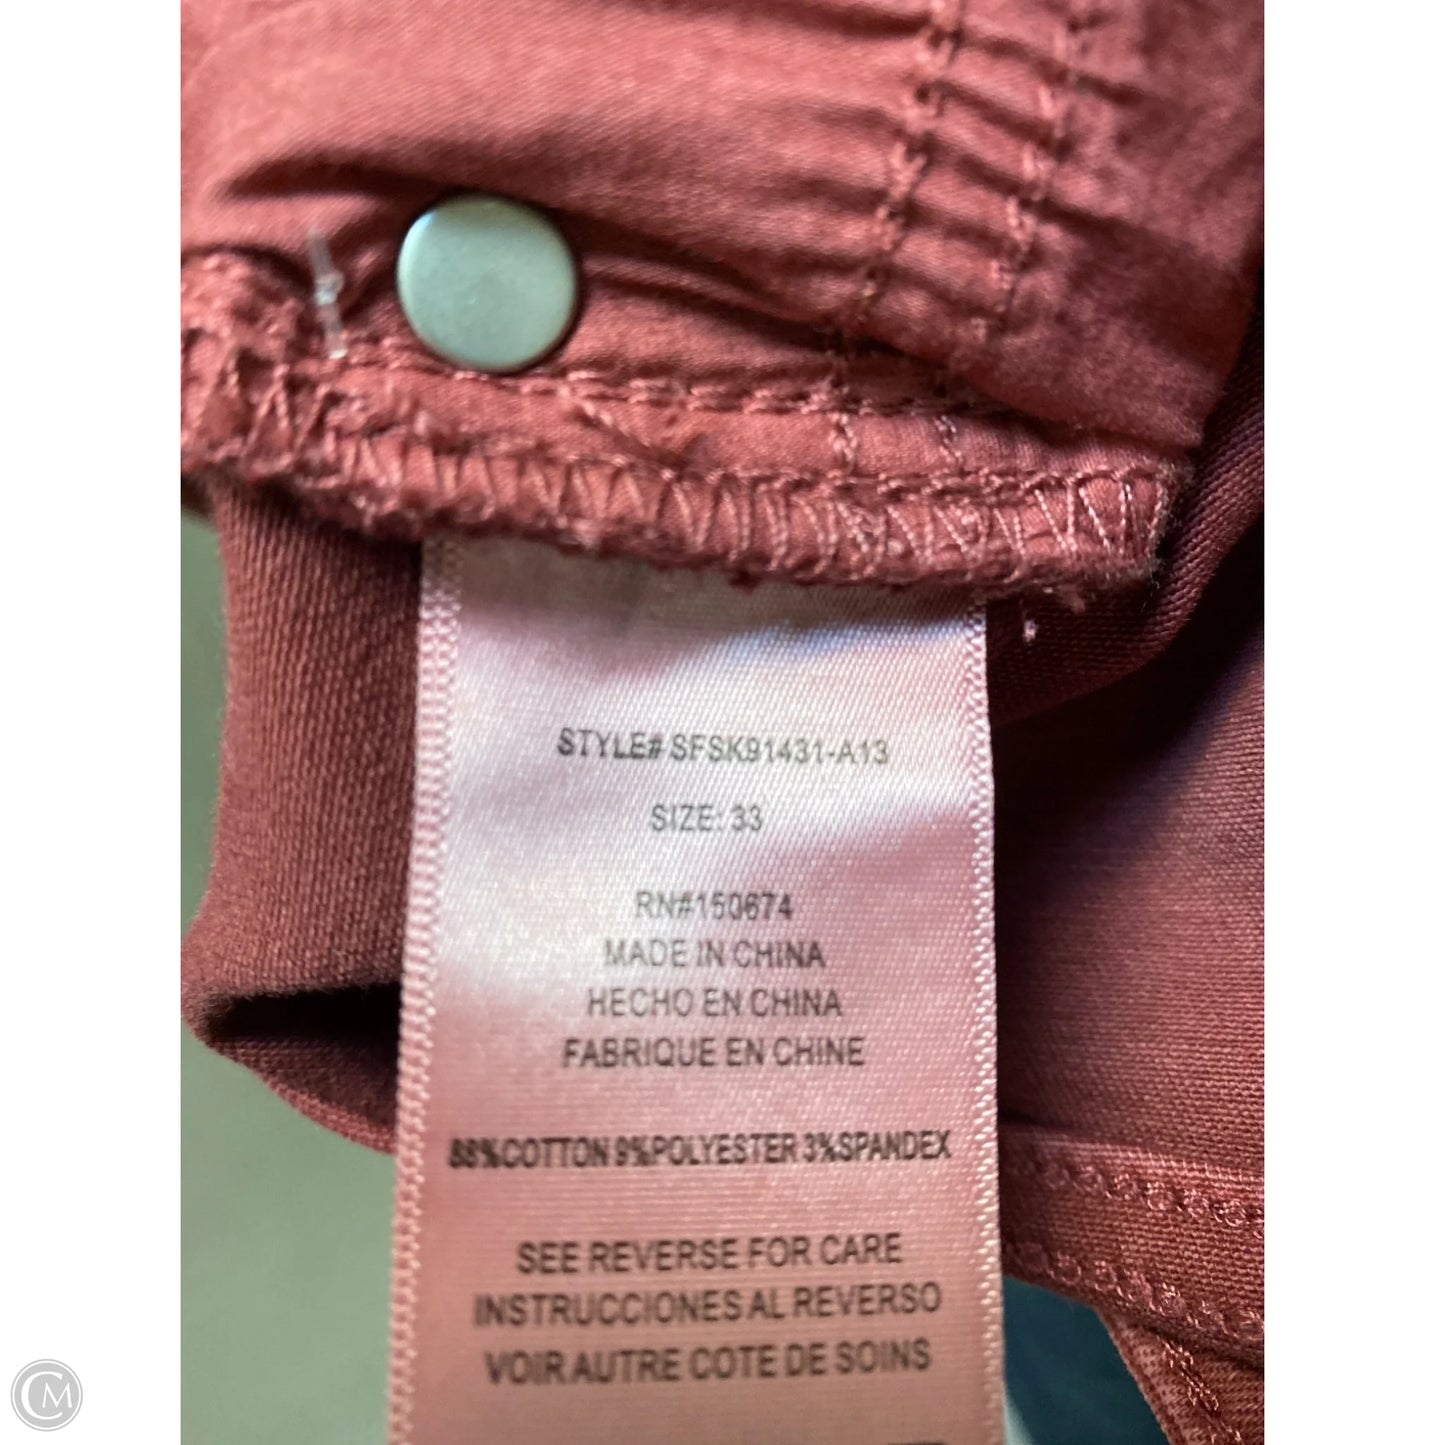 STYLE# SFSK91431-A13
SIZE: 33
RN#150674
MADE IN CHINA
HECHO EN CHINA
FABRIQUE EN CHINE
88%COTTON 9%POLYESTER 3%SPANDEX
SEE REVERSE FOR CARE
INSTRUCCIONES AL REVERSO
VOIR AUTRE COTE DE SOINS
CM